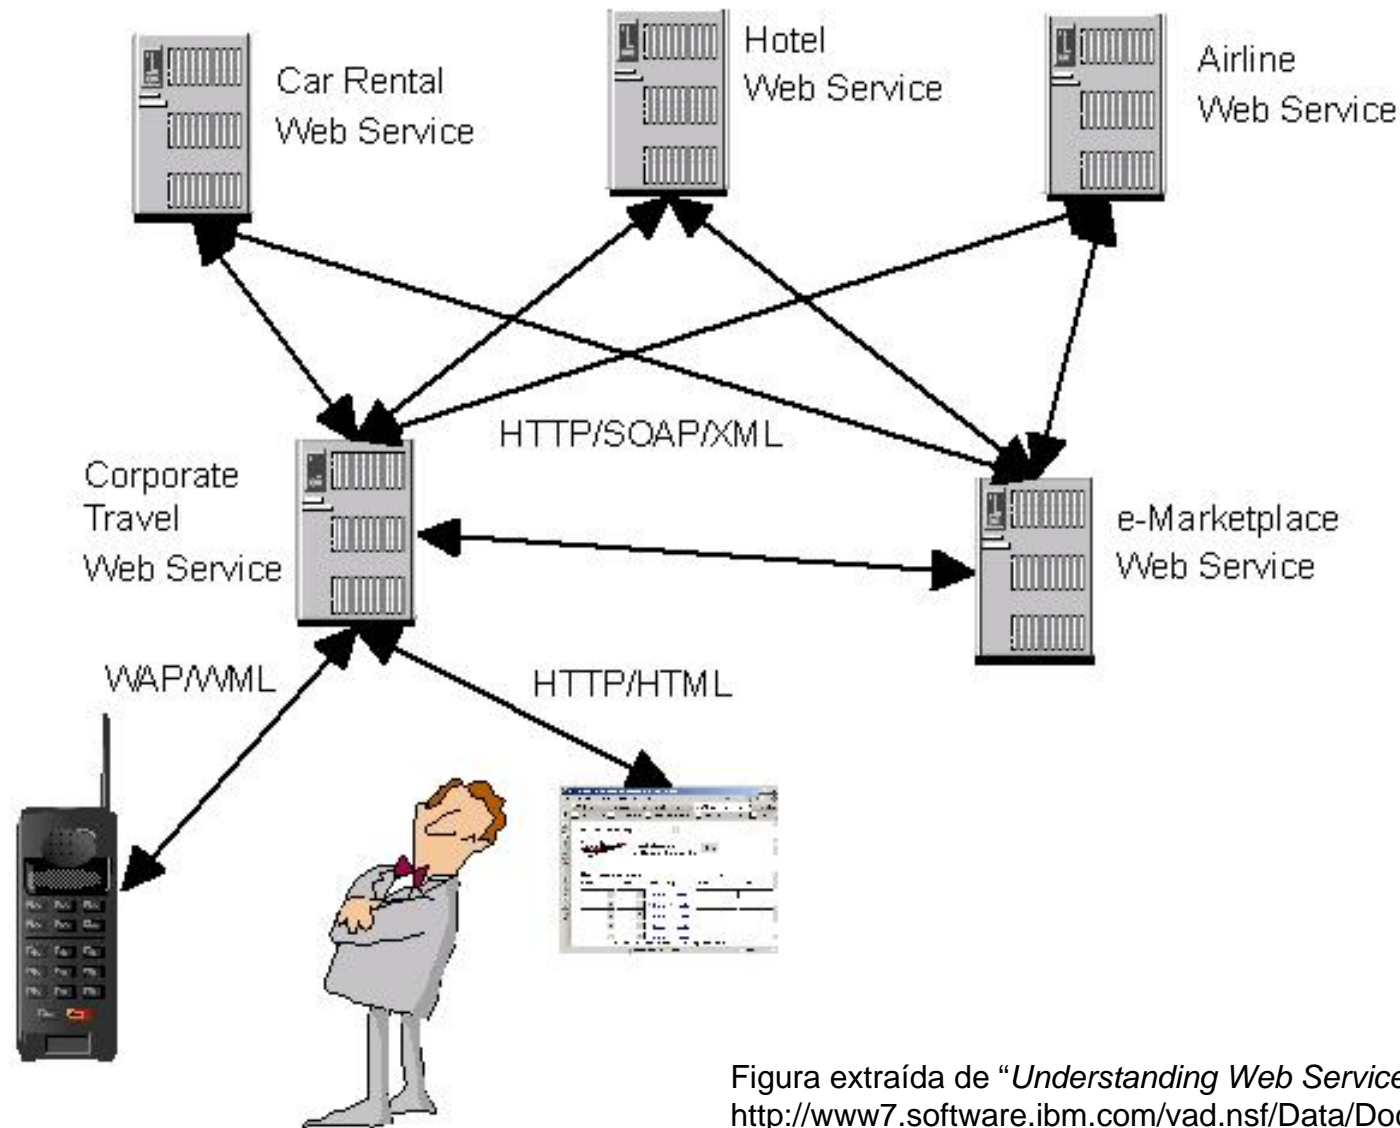 Car Rental
Web Service
Hotel
Web Service
Airline
Web Service
HTTP/SOAP/XML
Corporate
Travel
Web Service
e-Marketplace
Web Service
WAP/WML
HTTP/HTML
Figura extraída de “Understanding Web Service
http://www7.software.ibm.com/vad.nsf/Data/Doc